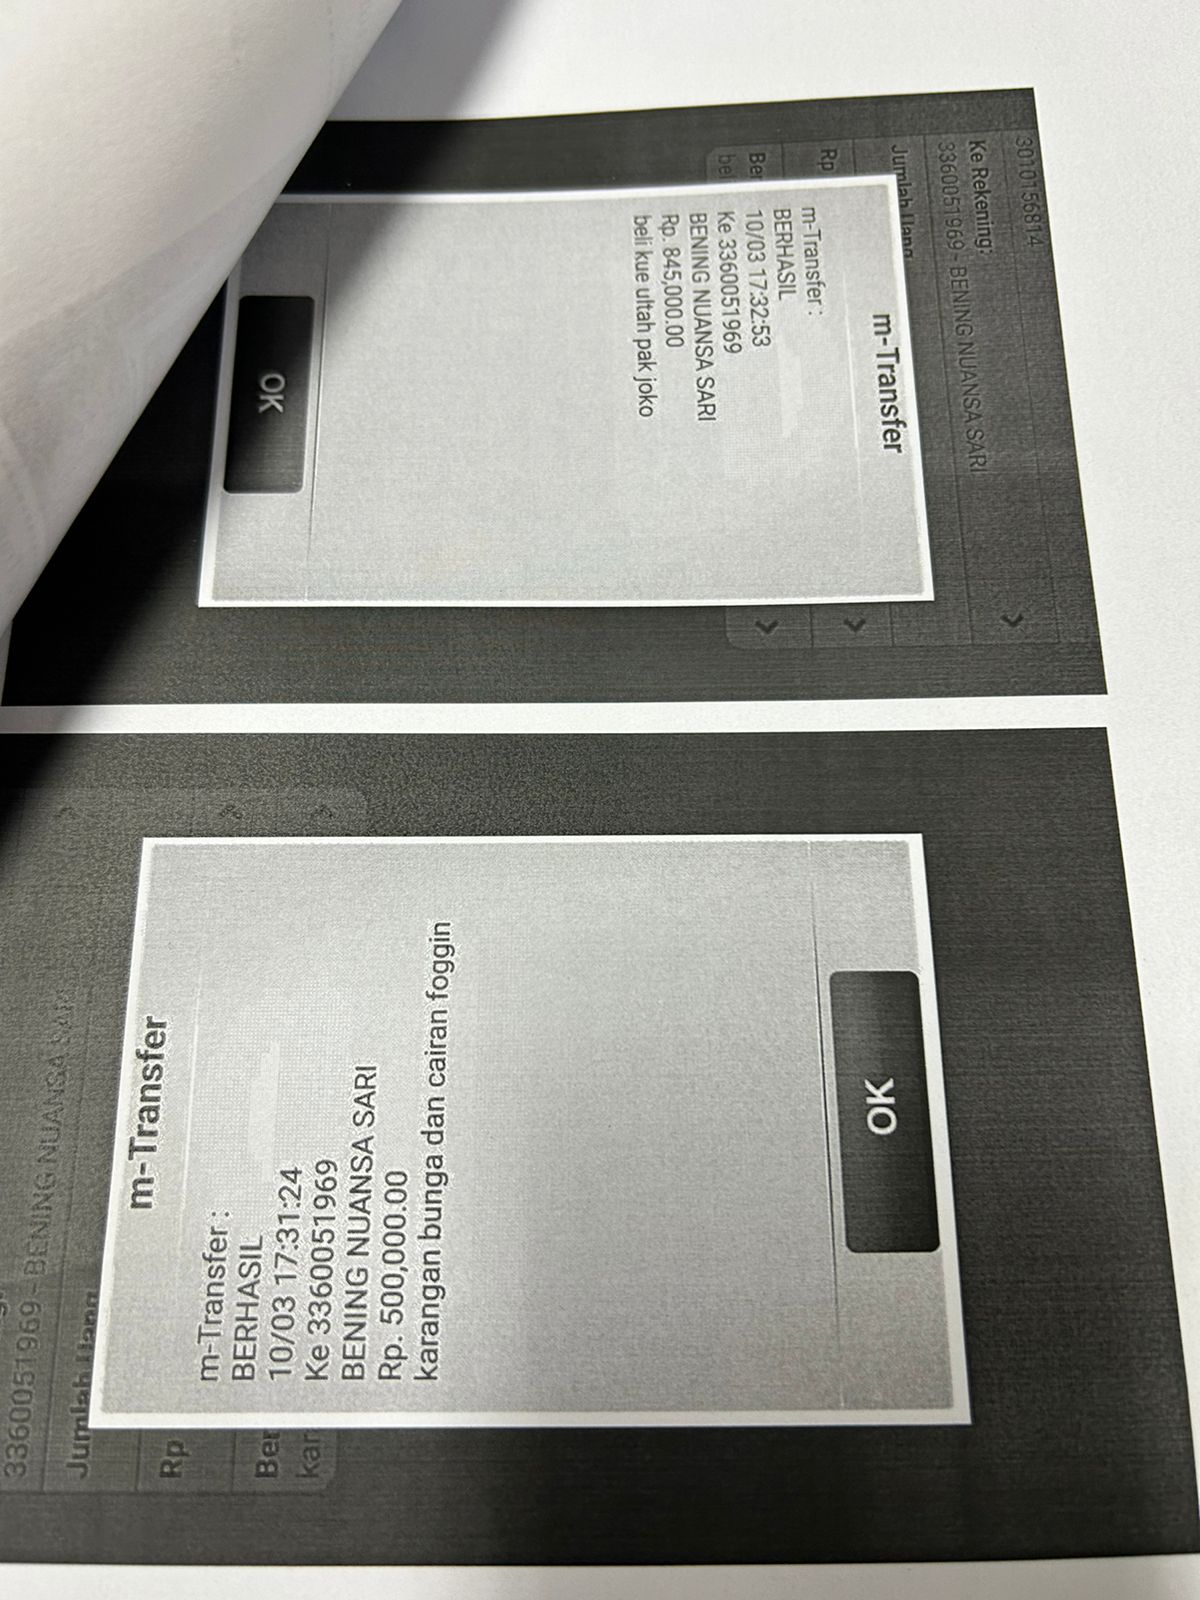 3010156814
Ke Rekening:
3360051969 - BENING NUANSA SARI
Jumlah Uang
Rp
Ber
bel
m-Transfer
m-Transfer :
BERHASIL
10/03 17:32:53
Ke 3360051969
BENING NUANSA SARI
Rp. 845,000.00
beli kue ultah pak joko
OK
3360051969 - BENING NUANSA SARI
Jumlah Uang
Rp
Ber
kar
m-Transfer
m-Transfer :
BERHASIL
10/03 17:31:24
Ke 3360051969
BENING NUANSA SARI
Rp. 500,000.00
karangan bunga dan cairan foggin
OK